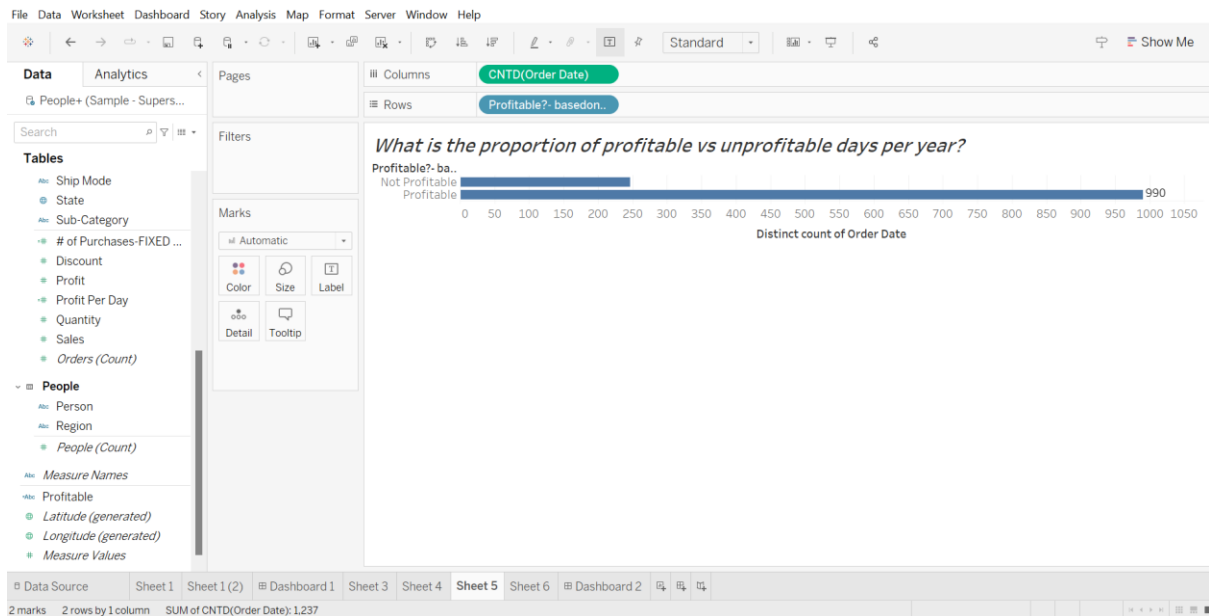 File Data Worksheet Dashboard Story Analysis Map Format Server Window Help
Standard
Show Me
Data Analytics
People+ (Sample - Supers...
Search
Tables
Abc Ship Mode
State
Abc Sub-Category
# of Purchases-FIXED ...
Discount
Profit
Profit Per Day
Quantity
Sales
Orders (Count)
People
Abc Person
Abc Region
People (Count)
Abc Measure Names
Abc Profitable
Latitude (generated)
Longitude (generated)
Measure Values
Pages
Filters
Marks
Automatic
Color Size Label
Detail Tooltip
Columns CNTD(Order Date)
Rows Profitable?- basedon..
What is the proportion of profitable vs unprofitable days per year?
Profitable?- ba..
Not Profitable
Profitable 990
0 50 100 150 200 250 300 350 400 450 500 550 600 650 700 750 800 850 900 950 1000 1050
Distinct count of Order Date
Data Source Sheet 1 Sheet 1 (2) Dashboard 1 Sheet 3 Sheet 4 Sheet 5 Sheet 6 Dashboard 2
2 marks 2 rows by 1 column SUM of CNTD(Order Date): 1,237